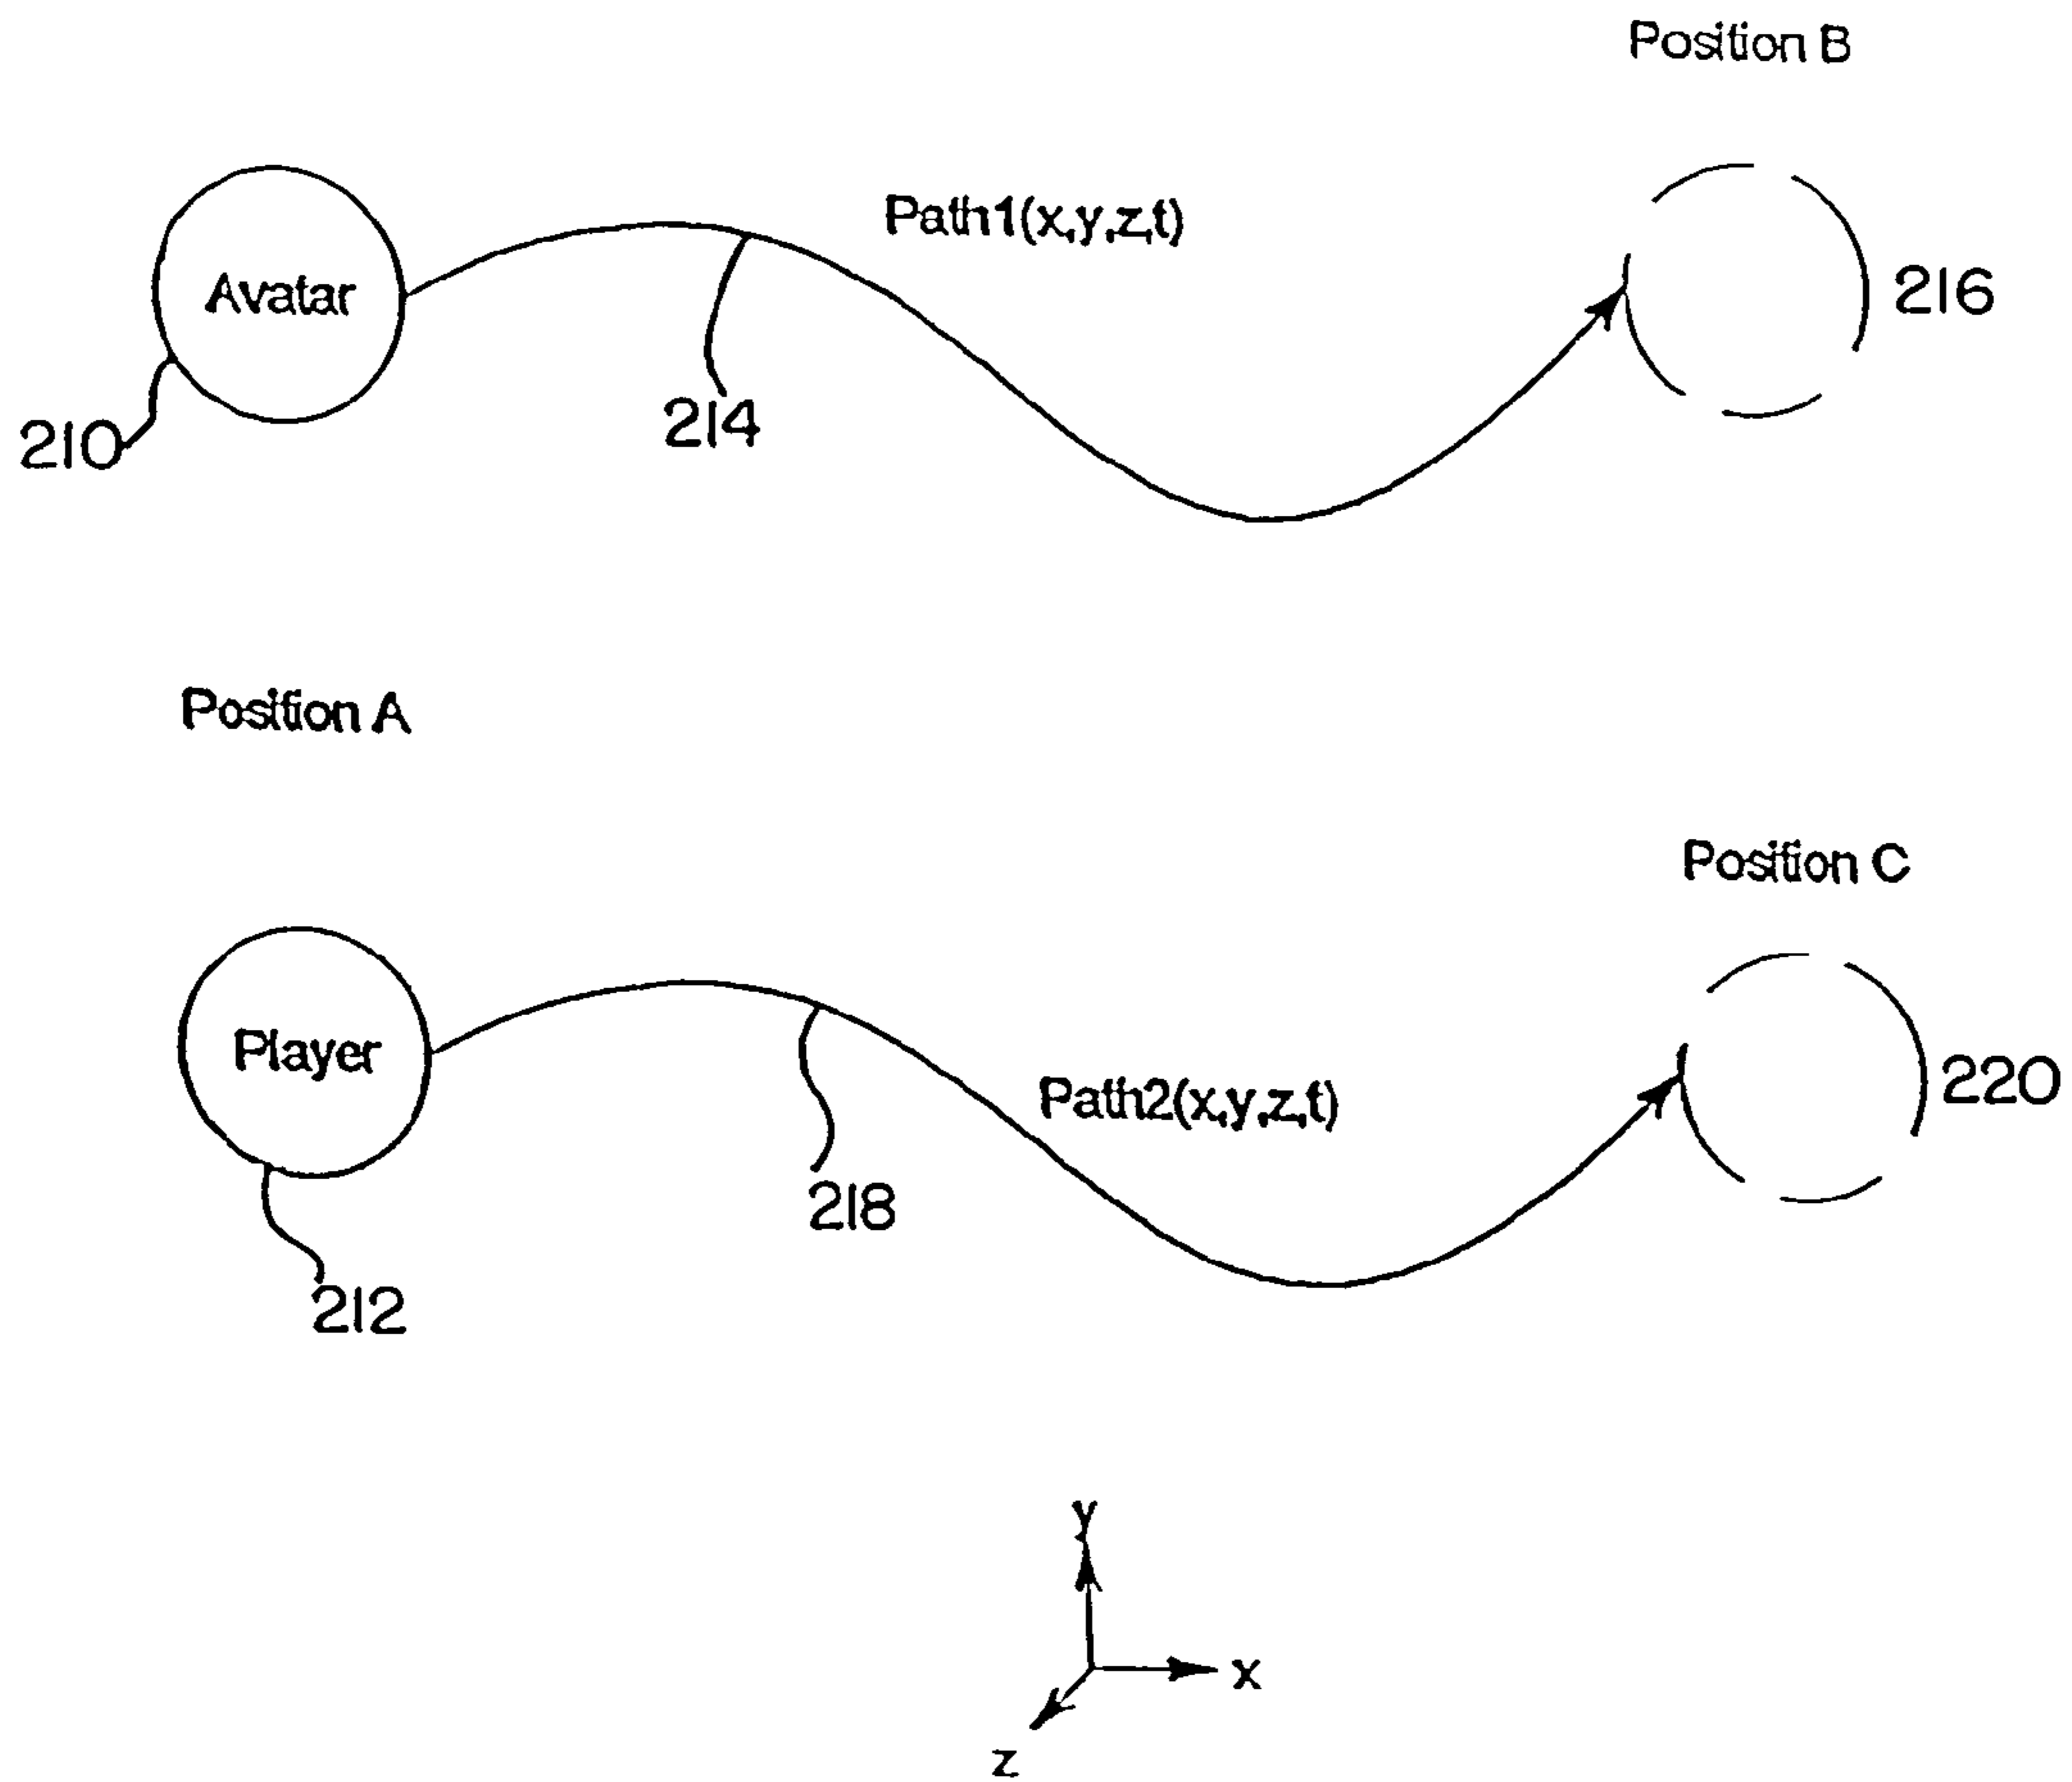 Position B
Path1(x,y,z,t)
Avatar
216
214
210
Position A
Position C
Player
220
Path2(x,y,z,t)
218
212
y
x
z